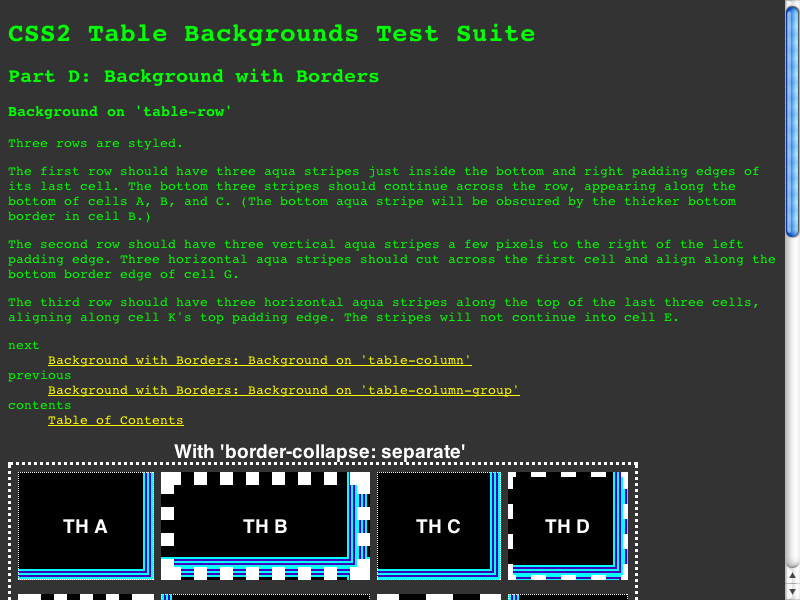 CSS2 Table Backgrounds Test Suite
Part D: Background with Borders
Background on 'table-row'
Three rows are styled.
The first row should have three aqua stripes just inside the bottom and right padding edges of
its last cell. The bottom three stripes should continue across the row, appearing along the
bottom of cells A, B, and C. (The bottom aqua stripe will be obscured by the thicker bottom
border in cell B.)
The second row should have three vertical aqua stripes a few pixels to the right of the left
padding edge. Three horizontal aqua stripes should cut across the first cell and align along the
bottom border edge of cell G.
The third row should have three horizontal aqua stripes along the top of the last three cells,
aligning along cell K's top padding edge. The stripes will not continue into cell E.
next
Background with Borders: Background on 'table-column'
previous
Background with Borders: Background on 'table-column-group'
contents
Table of Contents
With 'border-collapse: separate'
TH A TH B TH C TH D